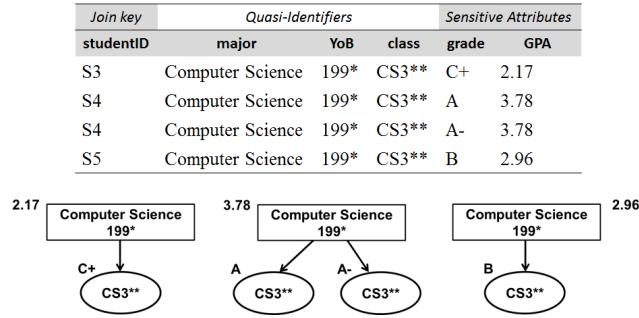 Join key Quasi-Identifiers Sensitive Attributes
studentID major YoB class grade GPA
S3 Computer Science 199* CS3** C+ 2.17
S4 Computer Science 199* CS3** A 3.78
S4 Computer Science 199* CS3** A- 3.78
S5 Computer Science 199* CS3** B 2.96
2.17 3.78 2.96
Computer Science Computer Science Computer Science
199* 199* 199*
C+ A A- B
CS3** CS3** CS3** CS3**